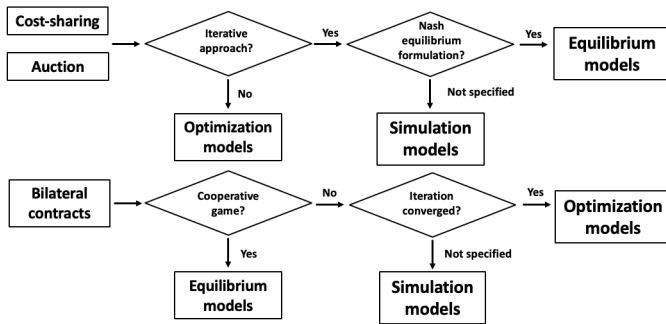 Cost-sharing
Auction
Iterative
approach?
Yes
Nash
equilibrium
formulation?
Yes
Equilibrium
models
No
Optimization
models
Not specified
Simulation
models
Bilateral
contracts
Cooperative
game?
No
Iteration
converged?
Yes
Optimization
models
Yes
Equilibrium
models
Not specified
Simulation
models